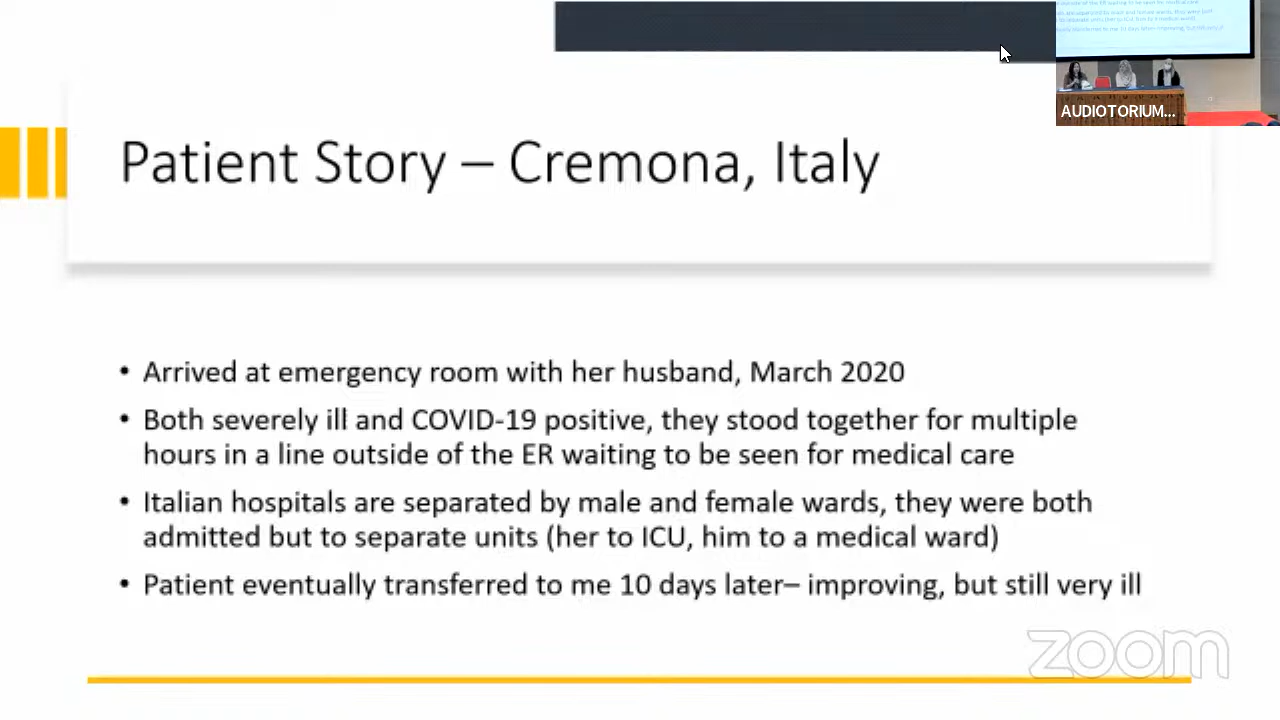 AUDIOTORIUM...
Patient Story – Cremona, Italy
• Arrived at emergency room with her husband, March 2020
• Both severely ill and COVID-19 positive, they stood together for multiple
hours in a line outside of the ER waiting to be seen for medical care
• Italian hospitals are separated by male and female wards, they were both
admitted but to separate units (her to ICU, him to a medical ward)
• Patient eventually transferred to me 10 days later– improving, but still very ill
zoom